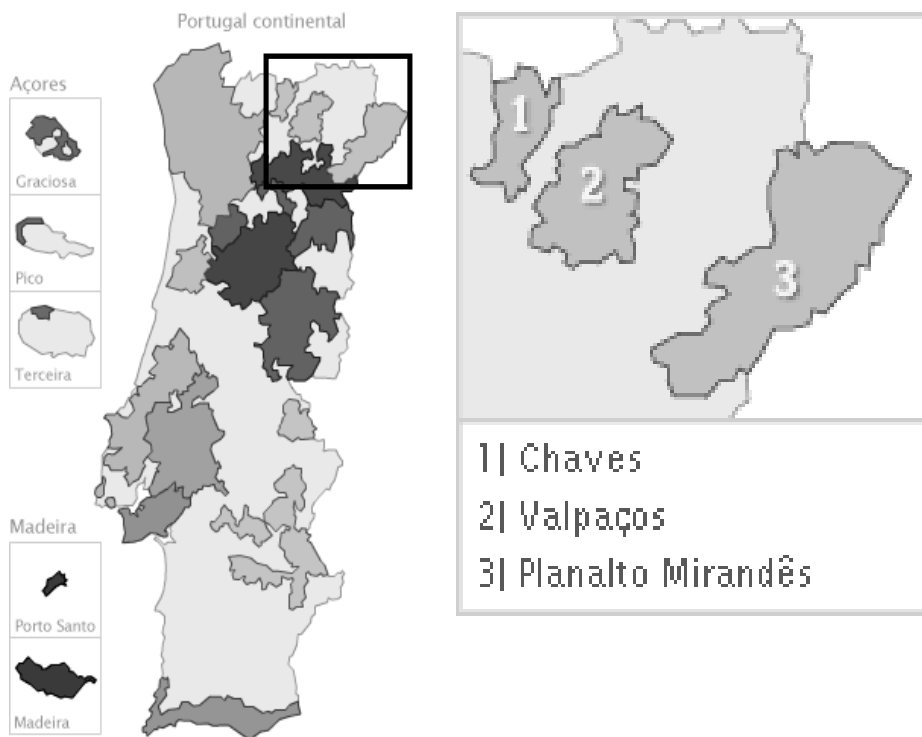 Portugal continental
Açores
Graciosa
Pico
Terceira
Madeira
Porto Santo
Madeira
1
2
3
1| Chaves
2| Valpaços
3| Planalto Mirandês